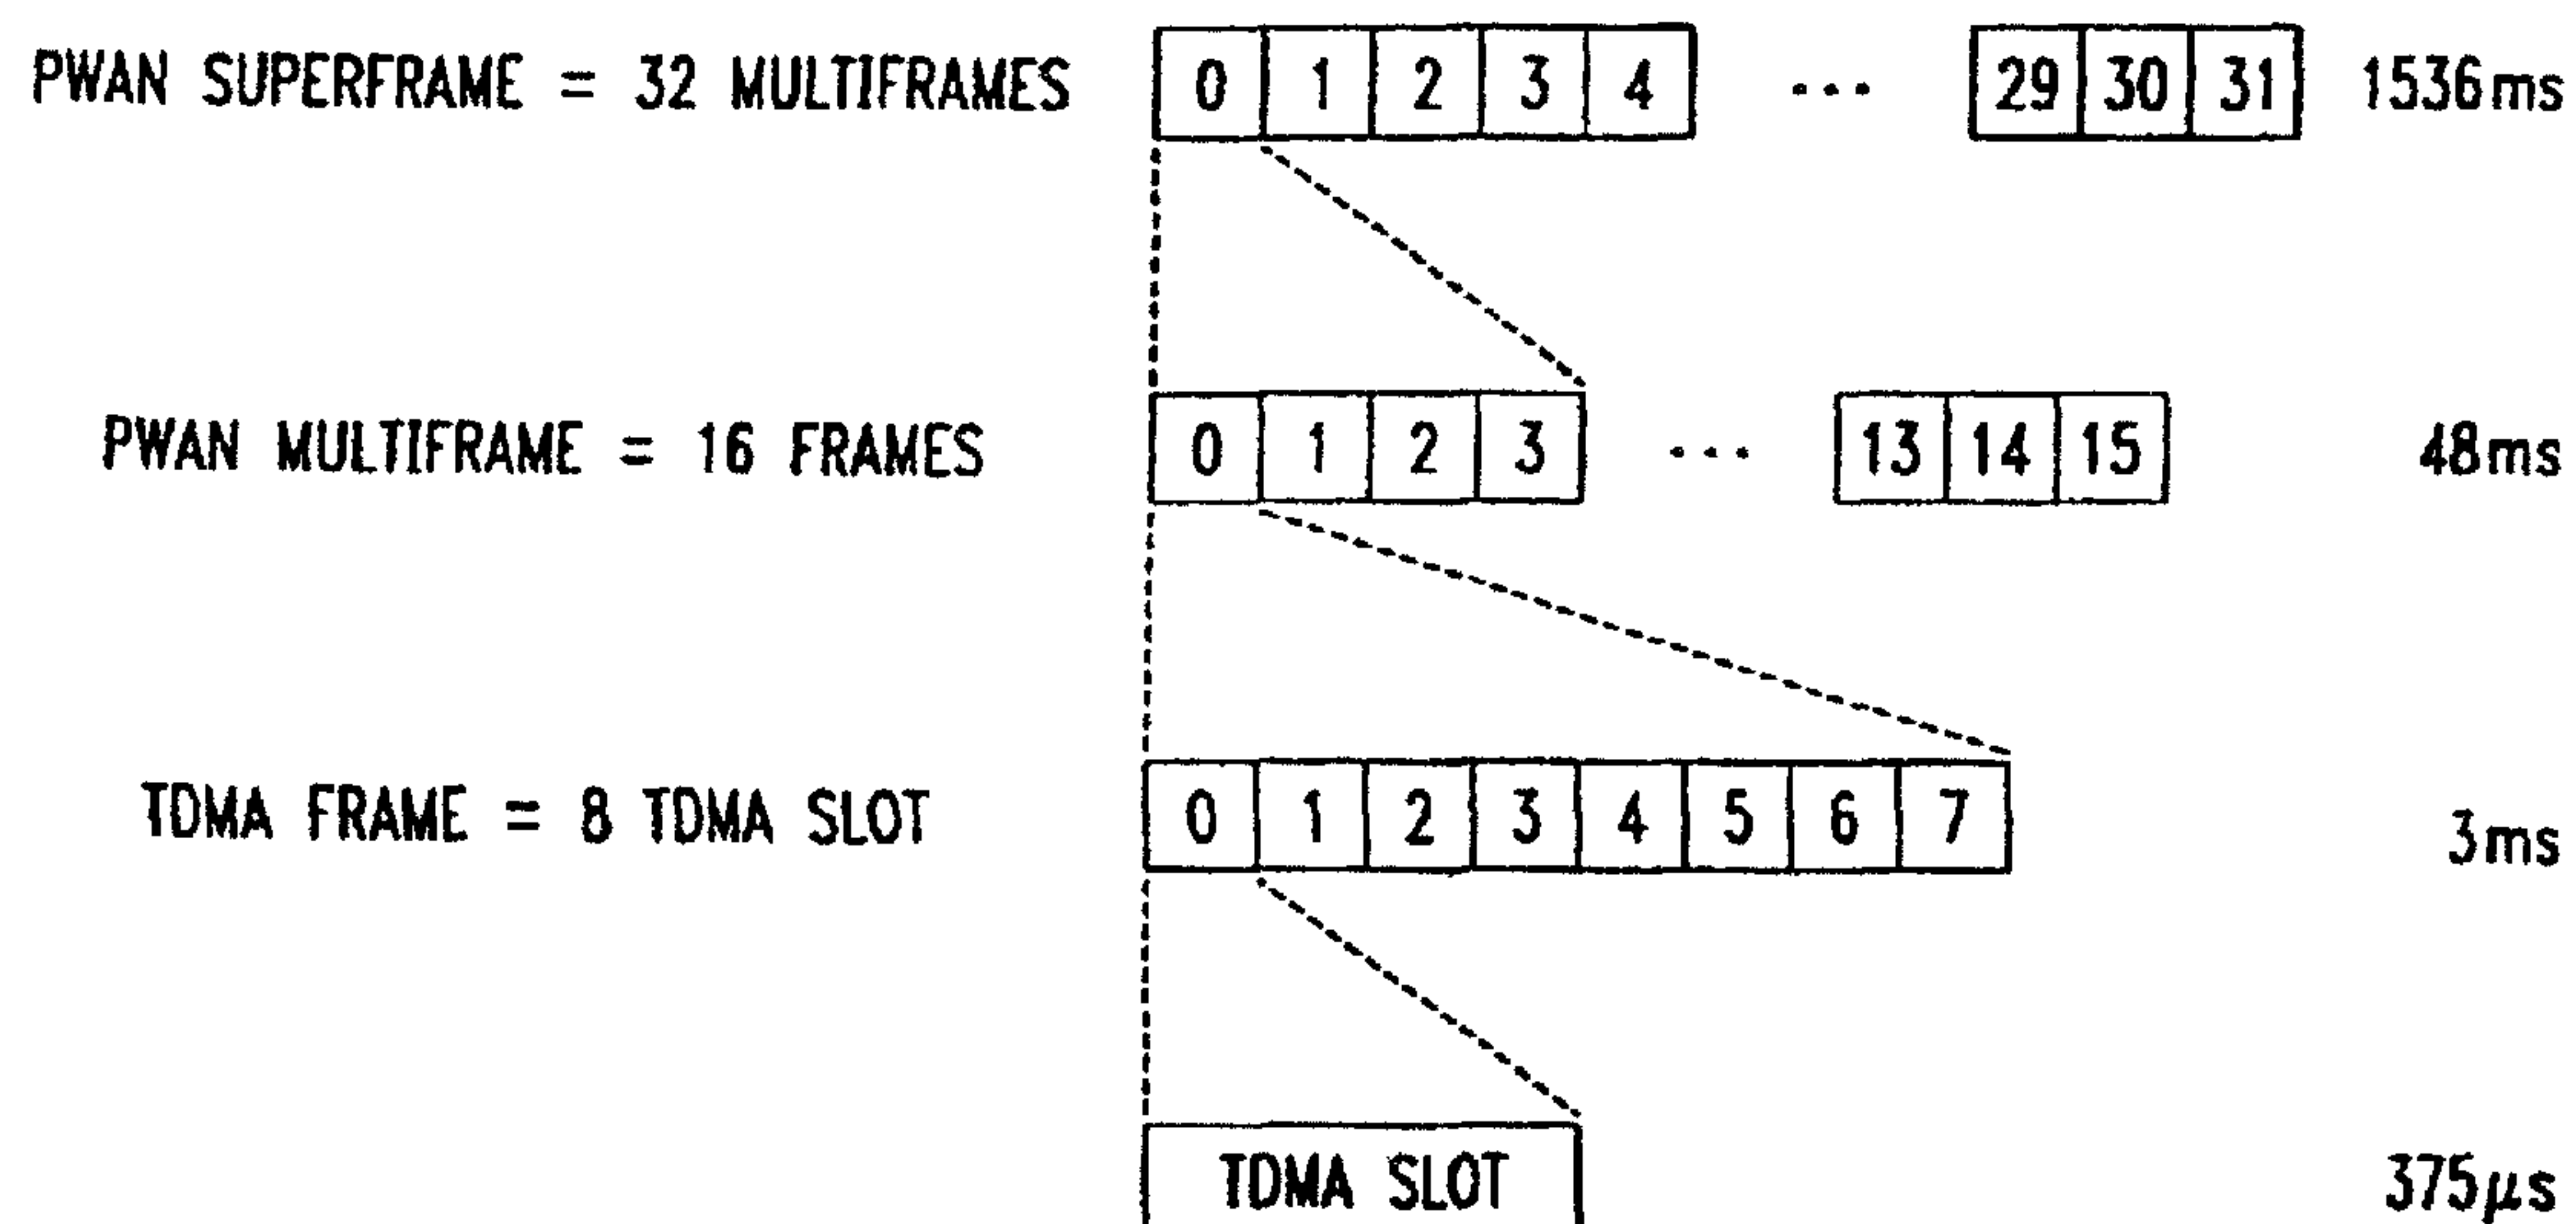 PWAN SUPERFRAME = 32 MULTIFRAMES 0 1 2 3 4 ... 29 30 31 1536ms
PWAN MULTIFRAME = 16 FRAMES 0 1 2 3 ... 13 14 15 48ms
TDMA FRAME = 8 TDMA SLOT 0 1 2 3 4 5 6 7 3ms
TDMA SLOT 375μs